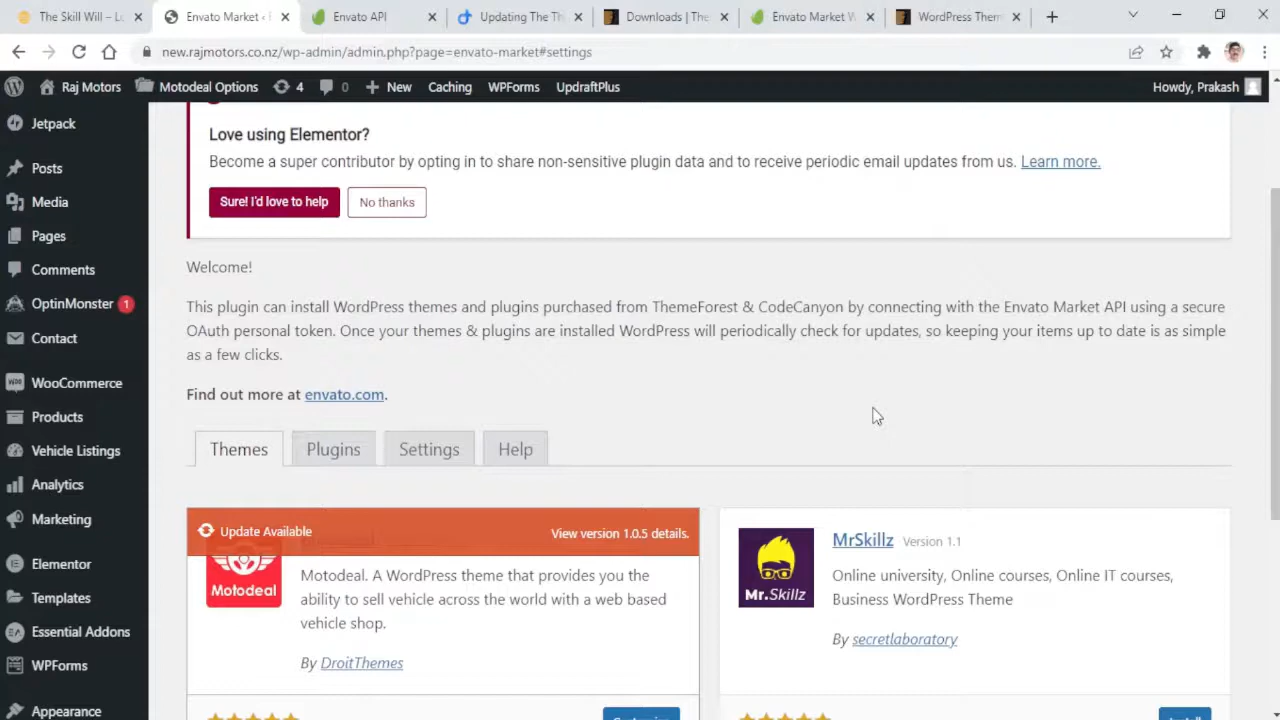 The Skill Will – Lu
Envato Market ‹ F
Envato API
Updating The Th
Downloads | The
Envato Market W
WordPress Them
new.rajmotors.co.nz/wp-admin/admin.php?page=envato-market#settings
Raj Motors
Motodeal Options
4
0
New
Caching
WPForms
UpdraftPlus
Howdy, Prakash
Jetpack
Posts
Media
Pages
Comments
OptinMonster 1
Contact
WooCommerce
Products
Vehicle Listings
Analytics
Marketing
Elementor
Templates
Essential Addons
WPForms
Appearance
Love using Elementor?
Become a super contributor by opting in to share non-sensitive plugin data and to receive periodic email updates from us. Learn more.
Sure! I'd love to help
No thanks
Welcome!
This plugin can install WordPress themes and plugins purchased from ThemeForest & CodeCanyon by connecting with the Envato Market API using a secure
OAuth personal token. Once your themes & plugins are installed WordPress will periodically check for updates, so keeping your items up to date is as simple
as a few clicks.
Find out more at envato.com.
Themes
Plugins
Settings
Help
Update Available
View version 1.0.5 details.
Motodeal
Motodeal. A WordPress theme that provides you the
ability to sell vehicle across the world with a web based
vehicle shop.
By DroitThemes
Mr.Skillz
MrSkillz Version 1.1
Online university, Online courses, Online IT courses,
Business WordPress Theme
By secretlaboratory